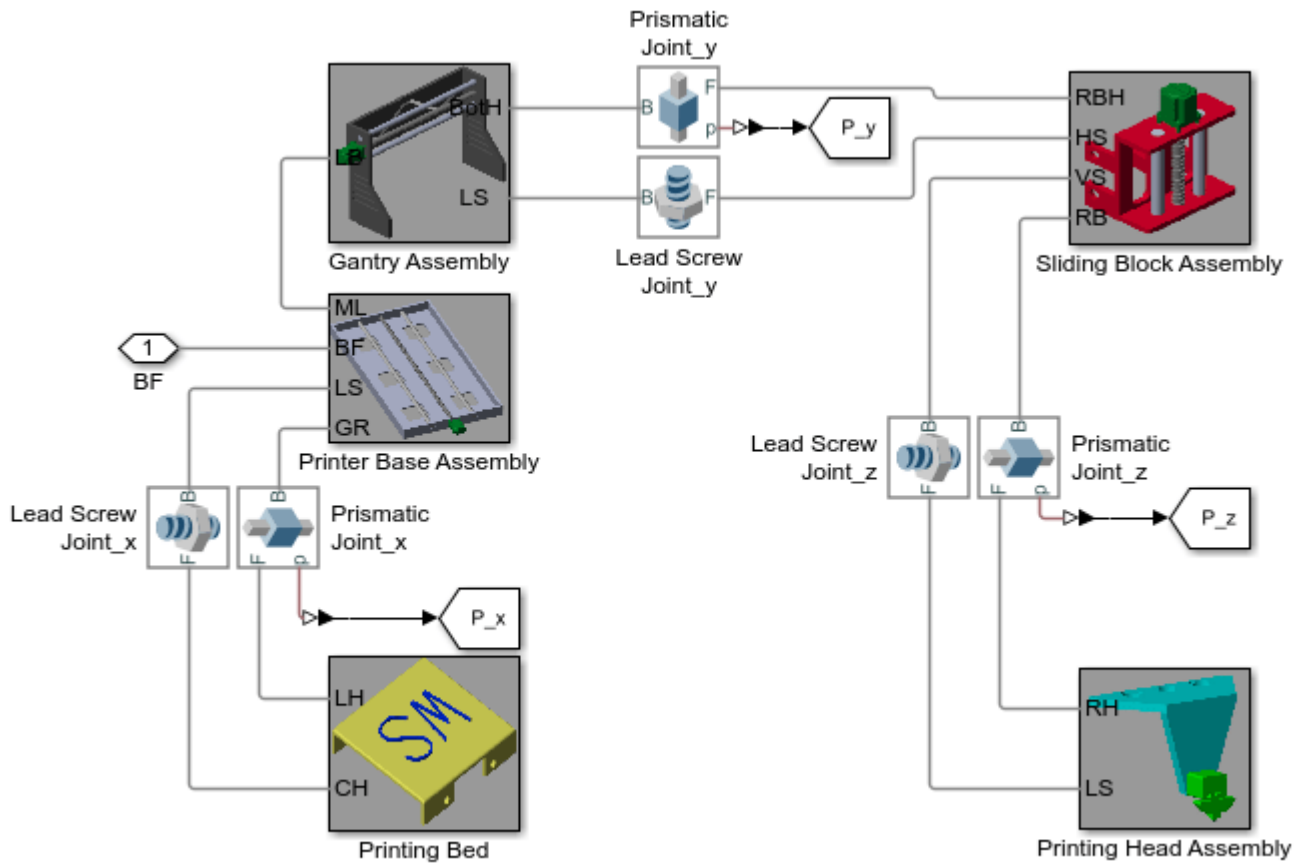 Prismatic
Joint_y
BotH
B
F
p
P_y
RBH
HS
VS
RB
LB
LS
B
F
Gantry Assembly
Lead Screw
Joint_y
Sliding Block Assembly
ML
BF
LS
GR
1
BF
Printer Base Assembly
Lead Screw
Joint_x
B
F
B
F
p
Prismatic
Joint_x
P_x
LH
SM
CH
Printing Bed
Lead Screw
Joint_z
B
F
B
F
p
Prismatic
Joint_z
P_z
RH
LS
Printing Head Assembly